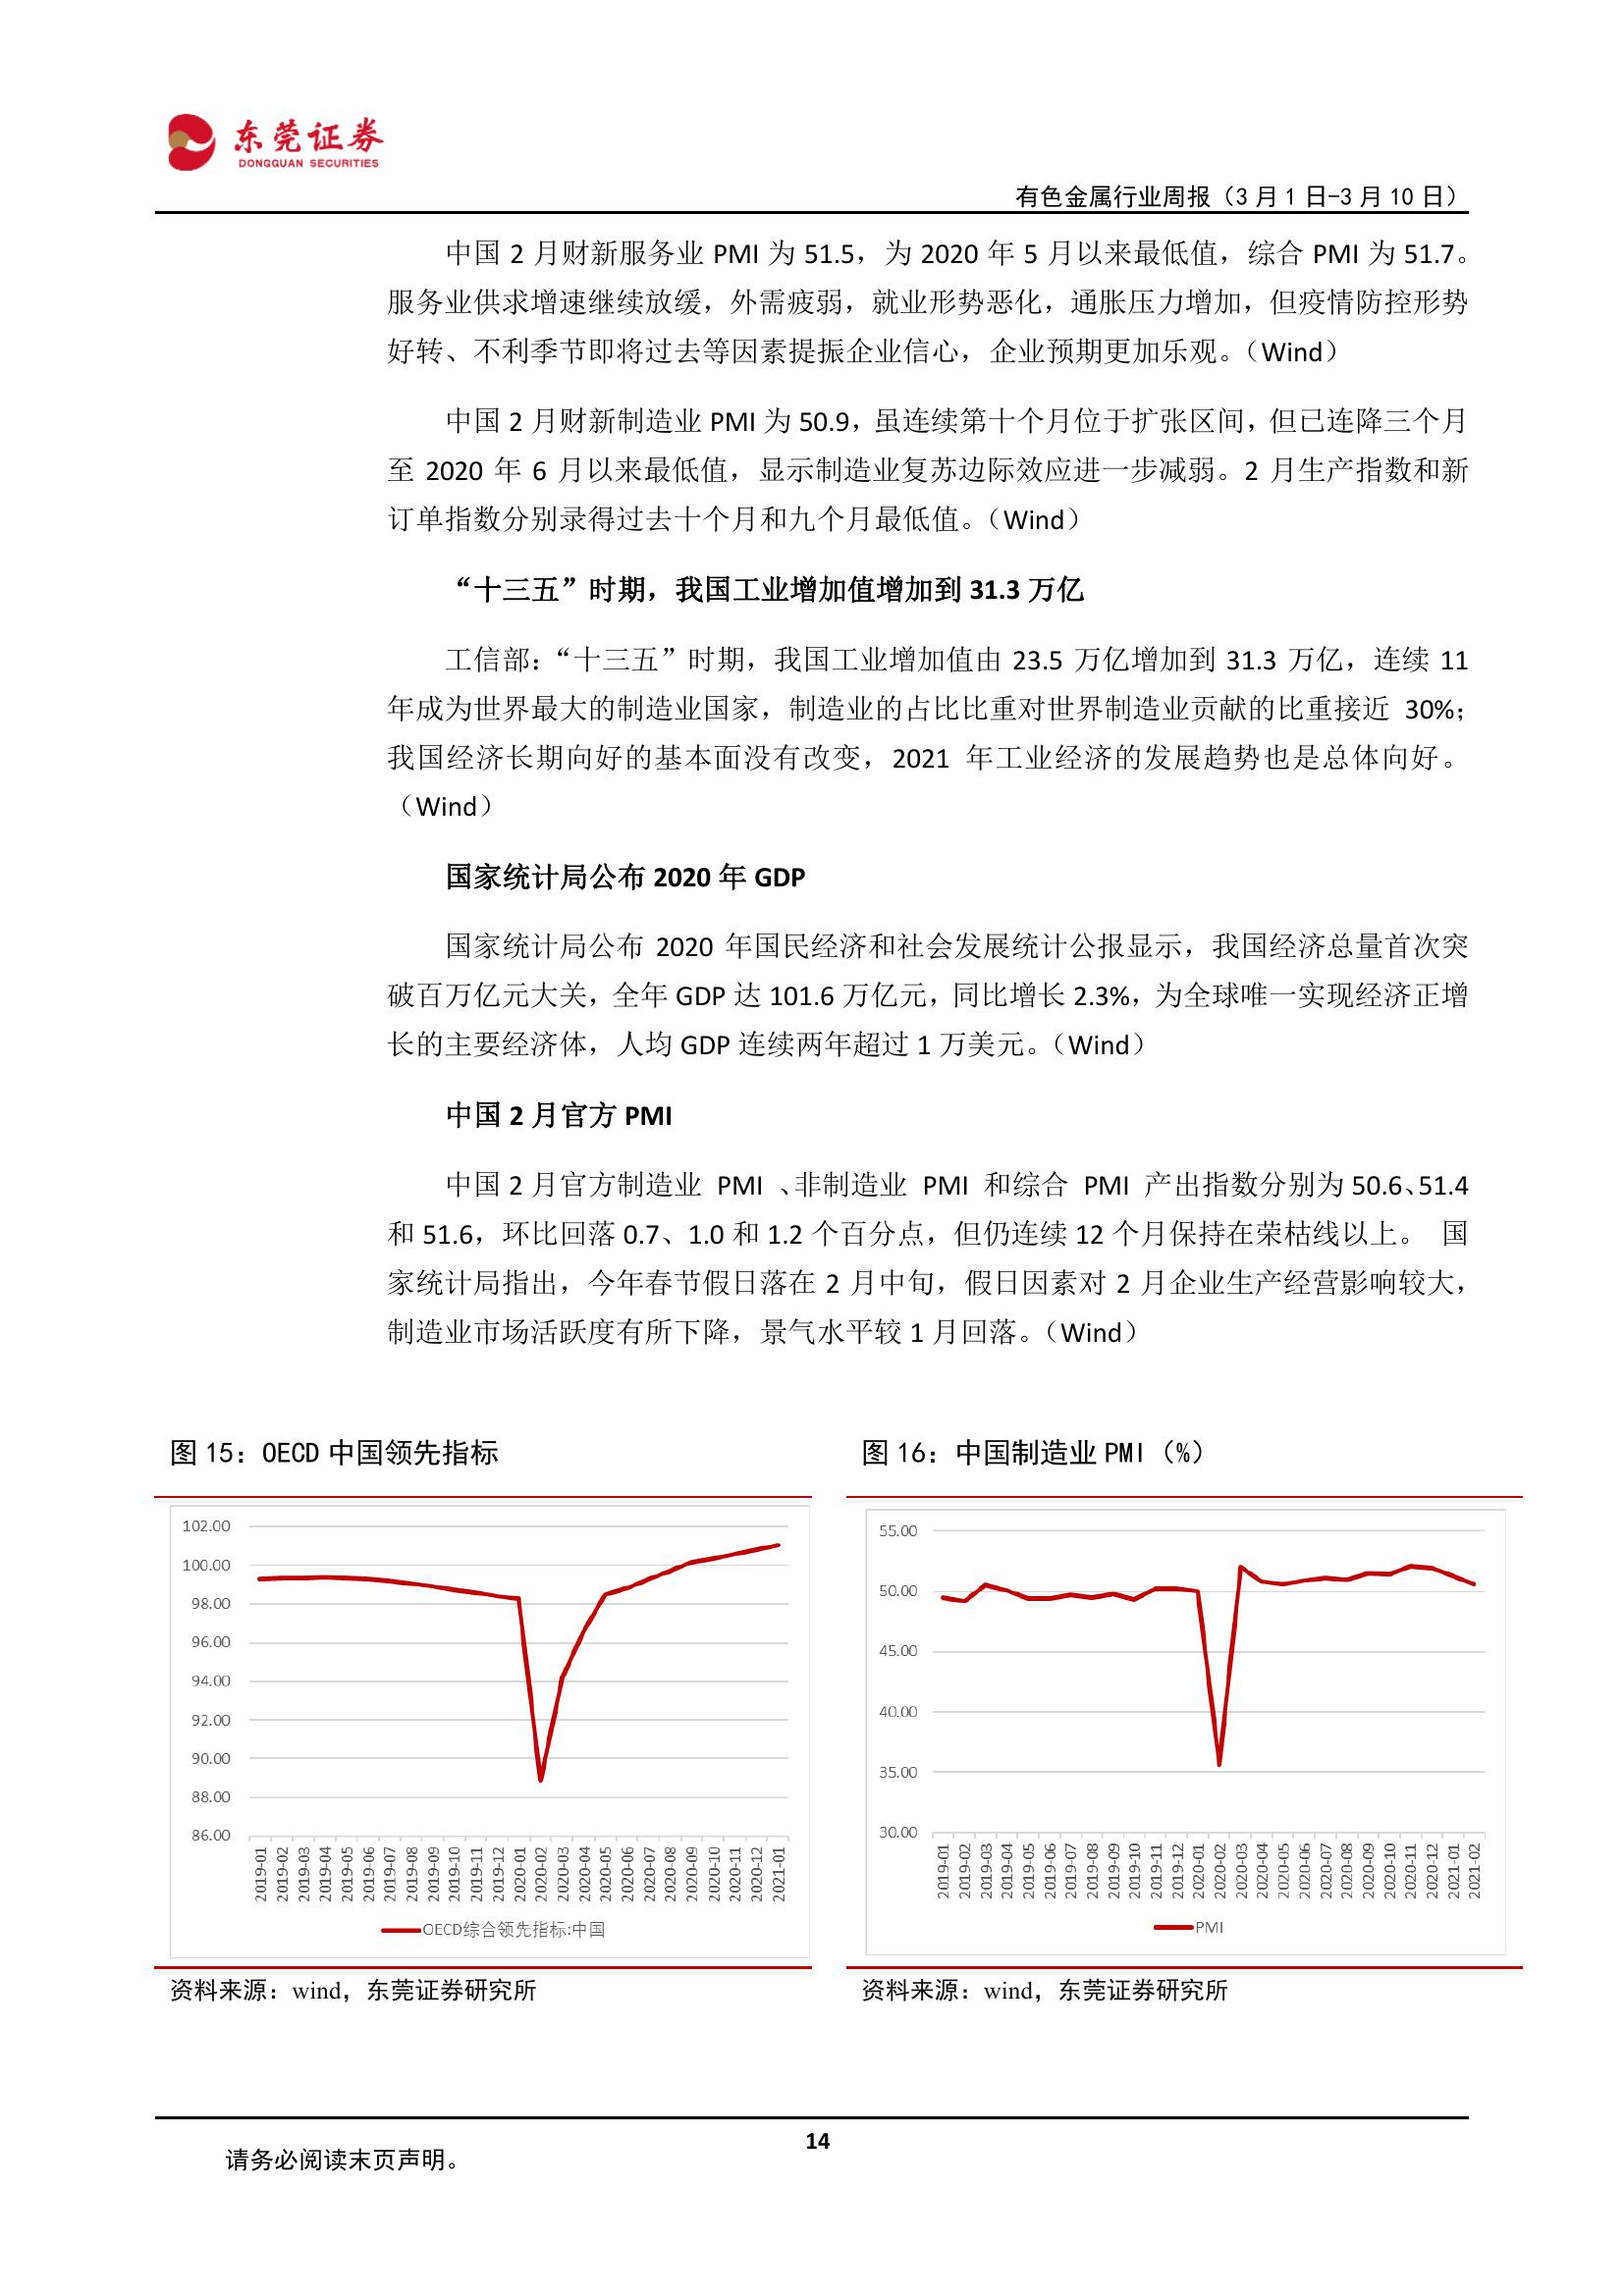 东莞证券
DONGGUAN SECURITIES
有色金属行业周报（3 月 1 日-3 月 10 日）
中国 2 月财新服务业 PMI 为 51.5，为 2020 年 5 月以来最低值，综合 PMI 为 51.7。
服务业供求增速继续放缓，外需疲弱，就业形势恶化，通胀压力增加，但疫情防控形势
好转、不利季节即将过去等因素提振企业信心，企业预期更加乐观。（Wind）
中国 2 月财新制造业 PMI 为 50.9，虽连续第十个月位于扩张区间，但已连降三个月
至 2020 年 6 月以来最低值，显示制造业复苏边际效应进一步减弱。2 月生产指数和新
订单指数分别录得过去十个月和九个月最低值。（Wind）
“十三五”时期，我国工业增加值增加到 31.3 万亿
工信部：“十三五”时期，我国工业增加值由 23.5 万亿增加到 31.3 万亿，连续 11
年成为世界最大的制造业国家，制造业的占比比重对世界制造业贡献的比重接近 30%；
我国经济长期向好的基本面没有改变，2021 年工业经济的发展趋势也是总体向好。
（Wind）
国家统计局公布 2020 年 GDP
国家统计局公布 2020 年国民经济和社会发展统计公报显示，我国经济总量首次突
破百万亿元大关，全年 GDP 达 101.6 万亿元，同比增长 2.3%，为全球唯一实现经济正增
长的主要经济体，人均 GDP 连续两年超过 1 万美元。（Wind）
中国 2 月官方 PMI
中国 2 月官方制造业 PMI 、非制造业 PMI 和综合 PMI 产出指数分别为 50.6、51.4
和 51.6，环比回落 0.7、1.0 和 1.2 个百分点，但仍连续 12 个月保持在荣枯线以上。 国
家统计局指出，今年春节假日落在 2 月中旬，假日因素对 2 月企业生产经营影响较大，
制造业市场活跃度有所下降，景气水平较 1 月回落。（Wind）
图 15：OECD 中国领先指标
102.00
100.00
98.00
96.00
94.00
92.00
90.00
88.00
86.00
2019-01
2019-02
2019-03
2019-04
2019-05
2019-06
2019-07
2019-08
2019-09
2019-10
2019-11
2019-12
2020-01
2020-02
2020-03
2020-04
2020-05
2020-06
2020-07
2020-08
2020-09
2020-10
2020-11
2020-12
2021-01
OECD综合领先指标:中国
资料来源：wind，东莞证券研究所
图 16：中国制造业 PMI（%）
55.00
50.00
45.00
40.00
35.00
30.00
2019-01
2019-02
2019-03
2019-04
2019-05
2019-06
2019-07
2019-08
2019-09
2019-10
2019-11
2019-12
2020-01
2020-02
2020-03
2020-04
2020-05
2020-06
2020-07
2020-08
2020-09
2020-10
2020-11
2020-12
2021-01
2021-02
PMI
资料来源：wind，东莞证券研究所
14
请务必阅读末页声明。